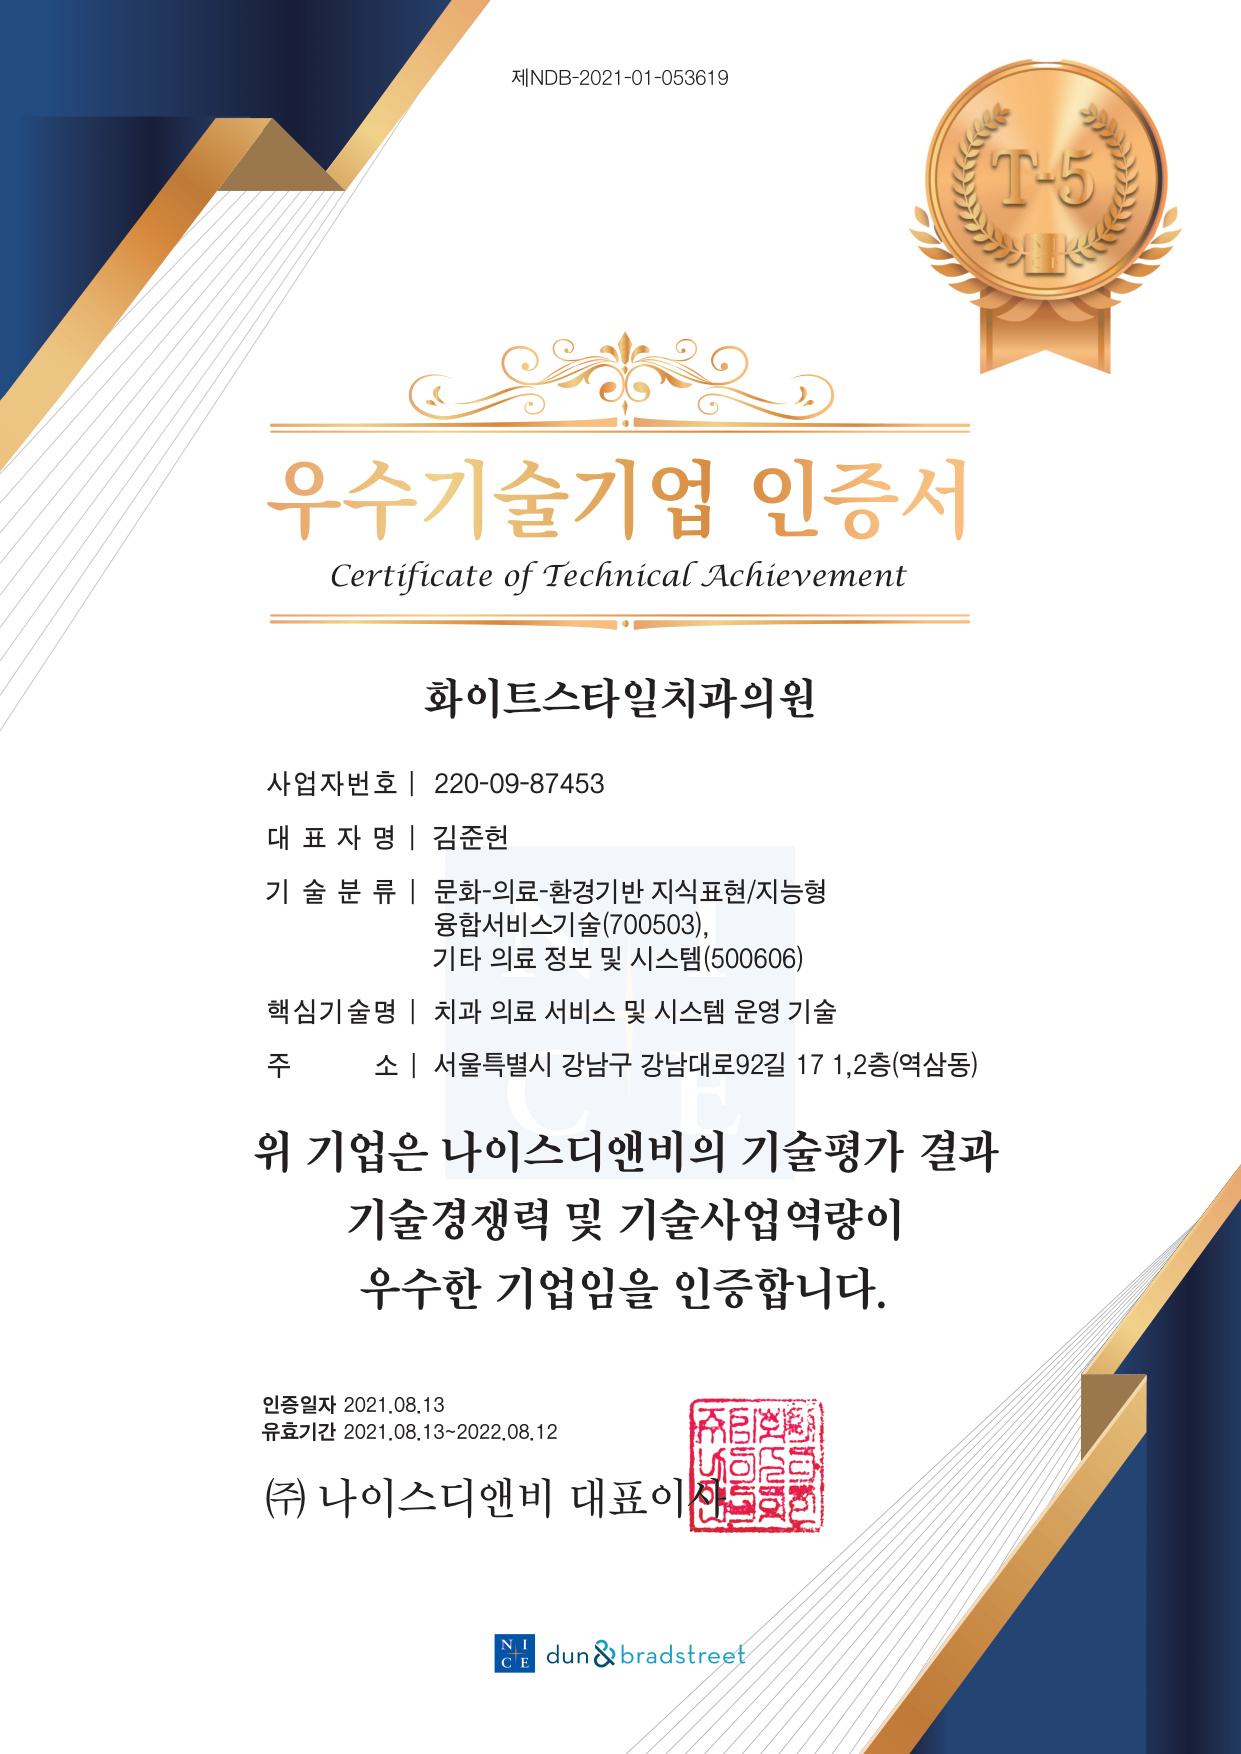 제NDB-2021-01-053619
T-5
우수기술기업 인증서
Certificate of Technical Achievement
화이트스타일치과의원
사업자번호 | 220-09-87453
대표자명 | 김준헌
기술분류 | 문화-의료-환경기반 지식표현/지능형
융합서비스기술(700503),
기타 의료 정보 및 시스템(500606)
핵심기술명 | 치과 의료 서비스 및 시스템 운영 기술
주 소 | 서울특별시 강남구 강남대로92길 17 1,2층(역삼동)
위 기업은 나이스디앤비의 기술평가 결과
기술경쟁력 및 기술사업역량이
우수한 기업임을 인증합니다.
인증일자 2021.08.13
유효기간 2021.08.13~2022.08.12
㈜ 나이스디앤비 대표이사
NICE dun & bradstreet